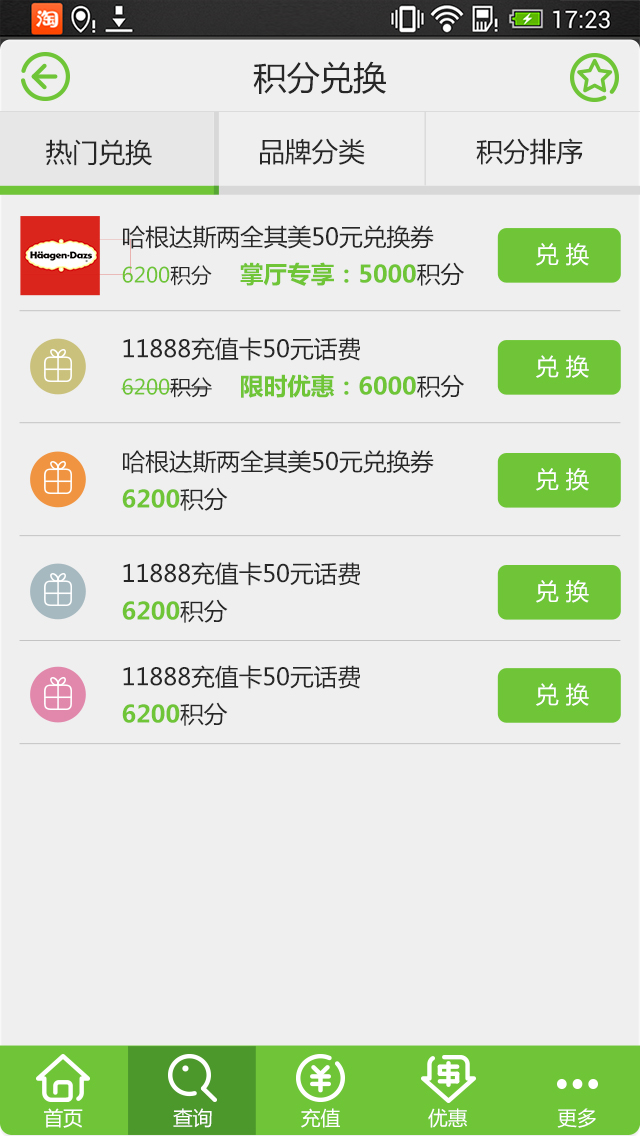 淘 17:23
积分兑换
热门兑换 品牌分类 积分排序
Häagen-Dazs
哈根达斯两全其美50元兑换券
6200积分 掌厅专享：5000积分
兑 换
11888充值卡50元话费
6200积分 限时优惠：6000积分
兑 换
哈根达斯两全其美50元兑换券
6200积分
兑 换
11888充值卡50元话费
6200积分
兑 换
11888充值卡50元话费
6200积分
兑 换
首页 查询 充值 优惠 更多